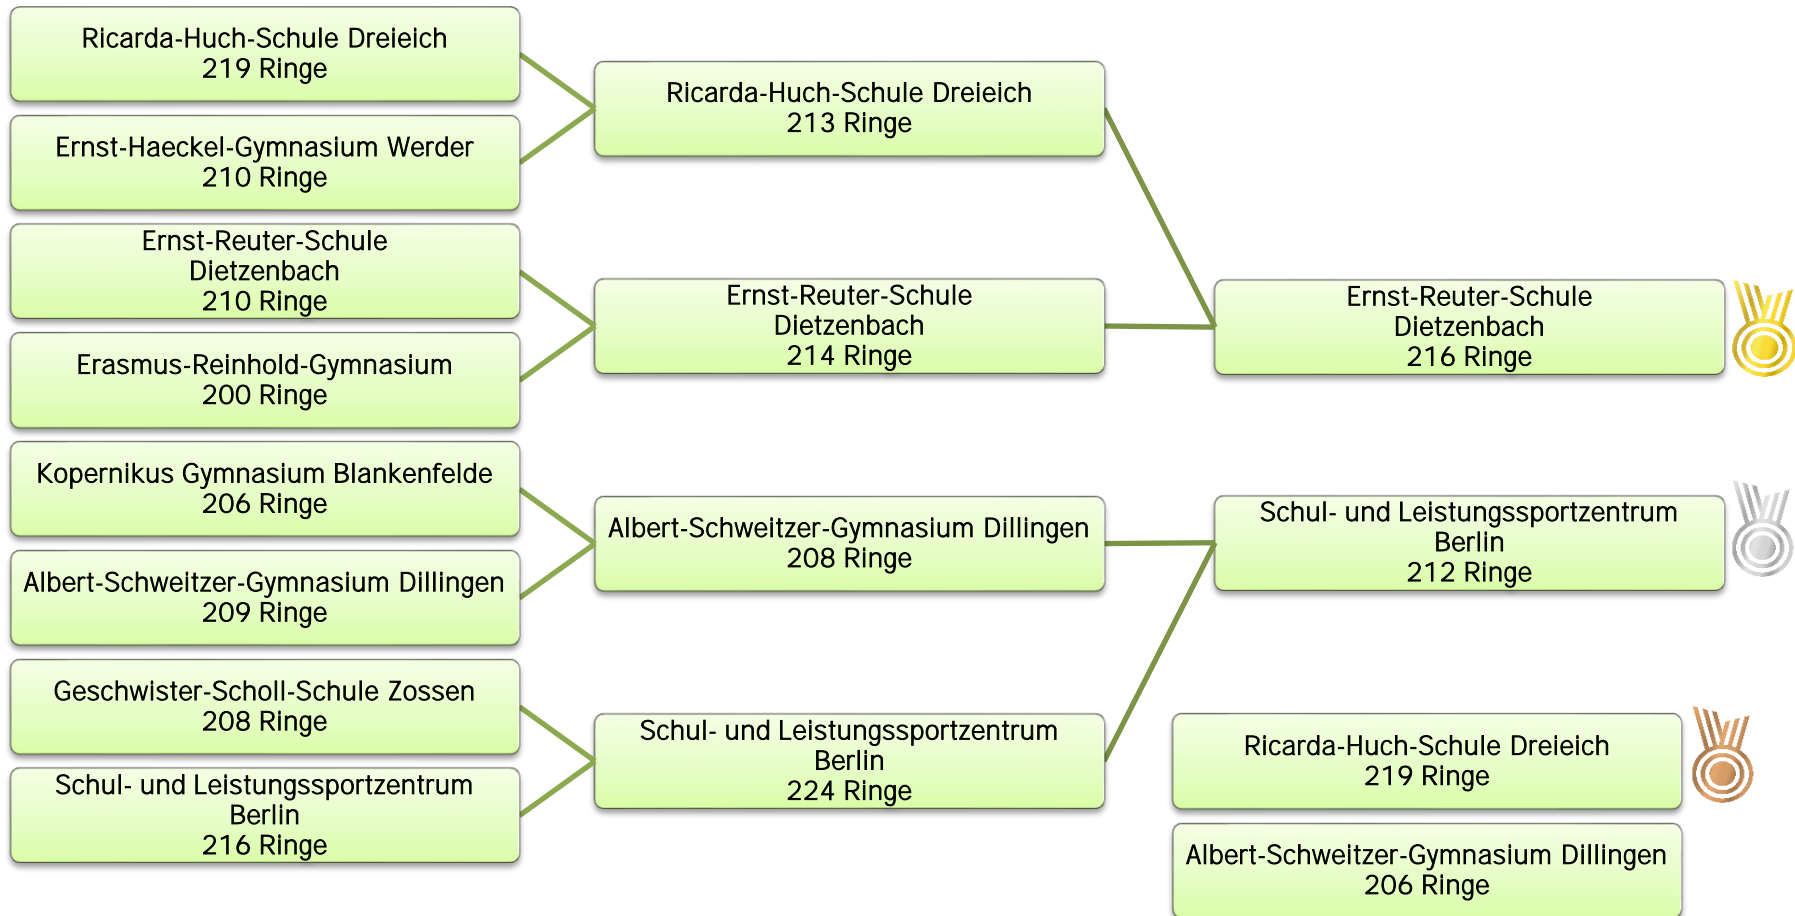 Ricarda-Huch-Schule Dreieich
219 Ringe
Ernst-Haeckel-Gymnasium Werder
210 Ringe
Ernst-Reuter-Schule
Dietzenbach
210 Ringe
Erasmus-Reinhold-Gymnasium
200 Ringe
Kopernikus Gymnasium Blankenfelde
206 Ringe
Albert-Schweitzer-Gymnasium Dillingen
209 Ringe
Geschwister-Scholl-Schule Zossen
208 Ringe
Schul- und Leistungssportzentrum
Berlin
216 Ringe
Ricarda-Huch-Schule Dreieich
213 Ringe
Ernst-Reuter-Schule
Dietzenbach
214 Ringe
Albert-Schweitzer-Gymnasium Dillingen
208 Ringe
Schul- und Leistungssportzentrum
Berlin
224 Ringe
Ernst-Reuter-Schule
Dietzenbach
216 Ringe
Schul- und Leistungssportzentrum
Berlin
212 Ringe
Ricarda-Huch-Schule Dreieich
219 Ringe
Albert-Schweitzer-Gymnasium Dillingen
206 Ringe